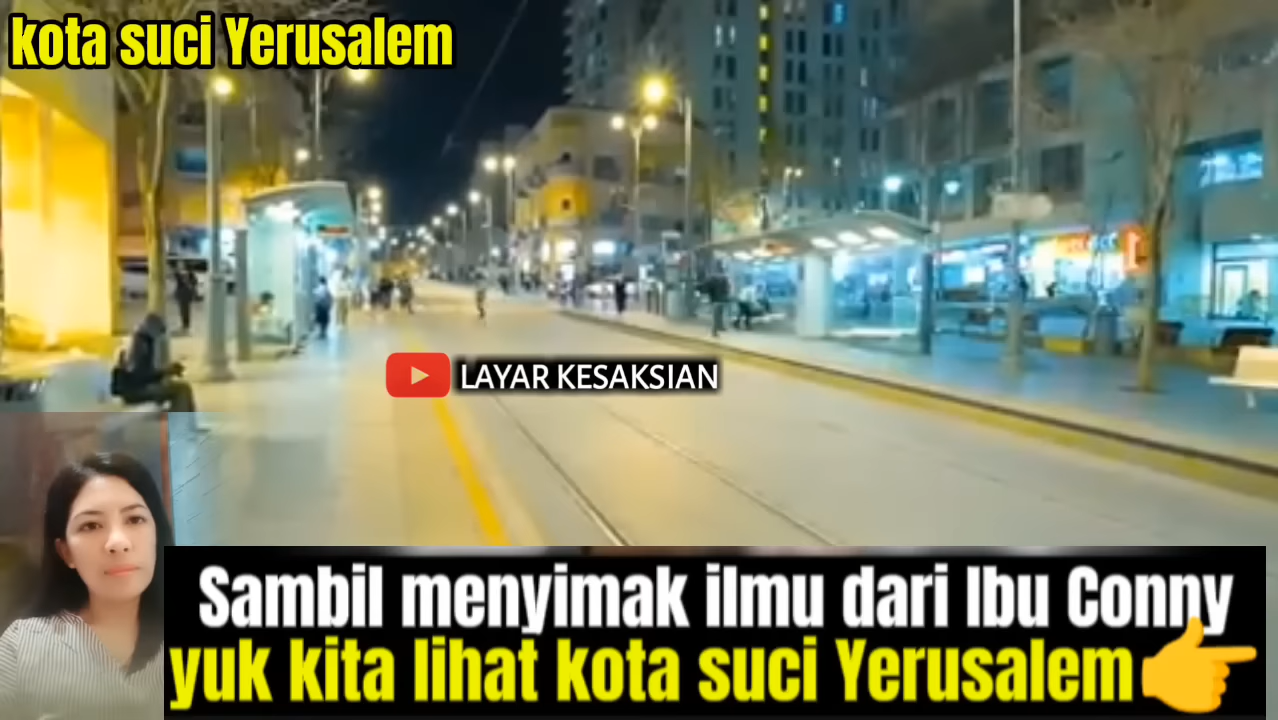 kota suci Yerusalem
LAYAR KESAKSIAN
Sambil menyimak ilmu dari Ibu Conny
yuk kita lihat kota suci Yerusalem